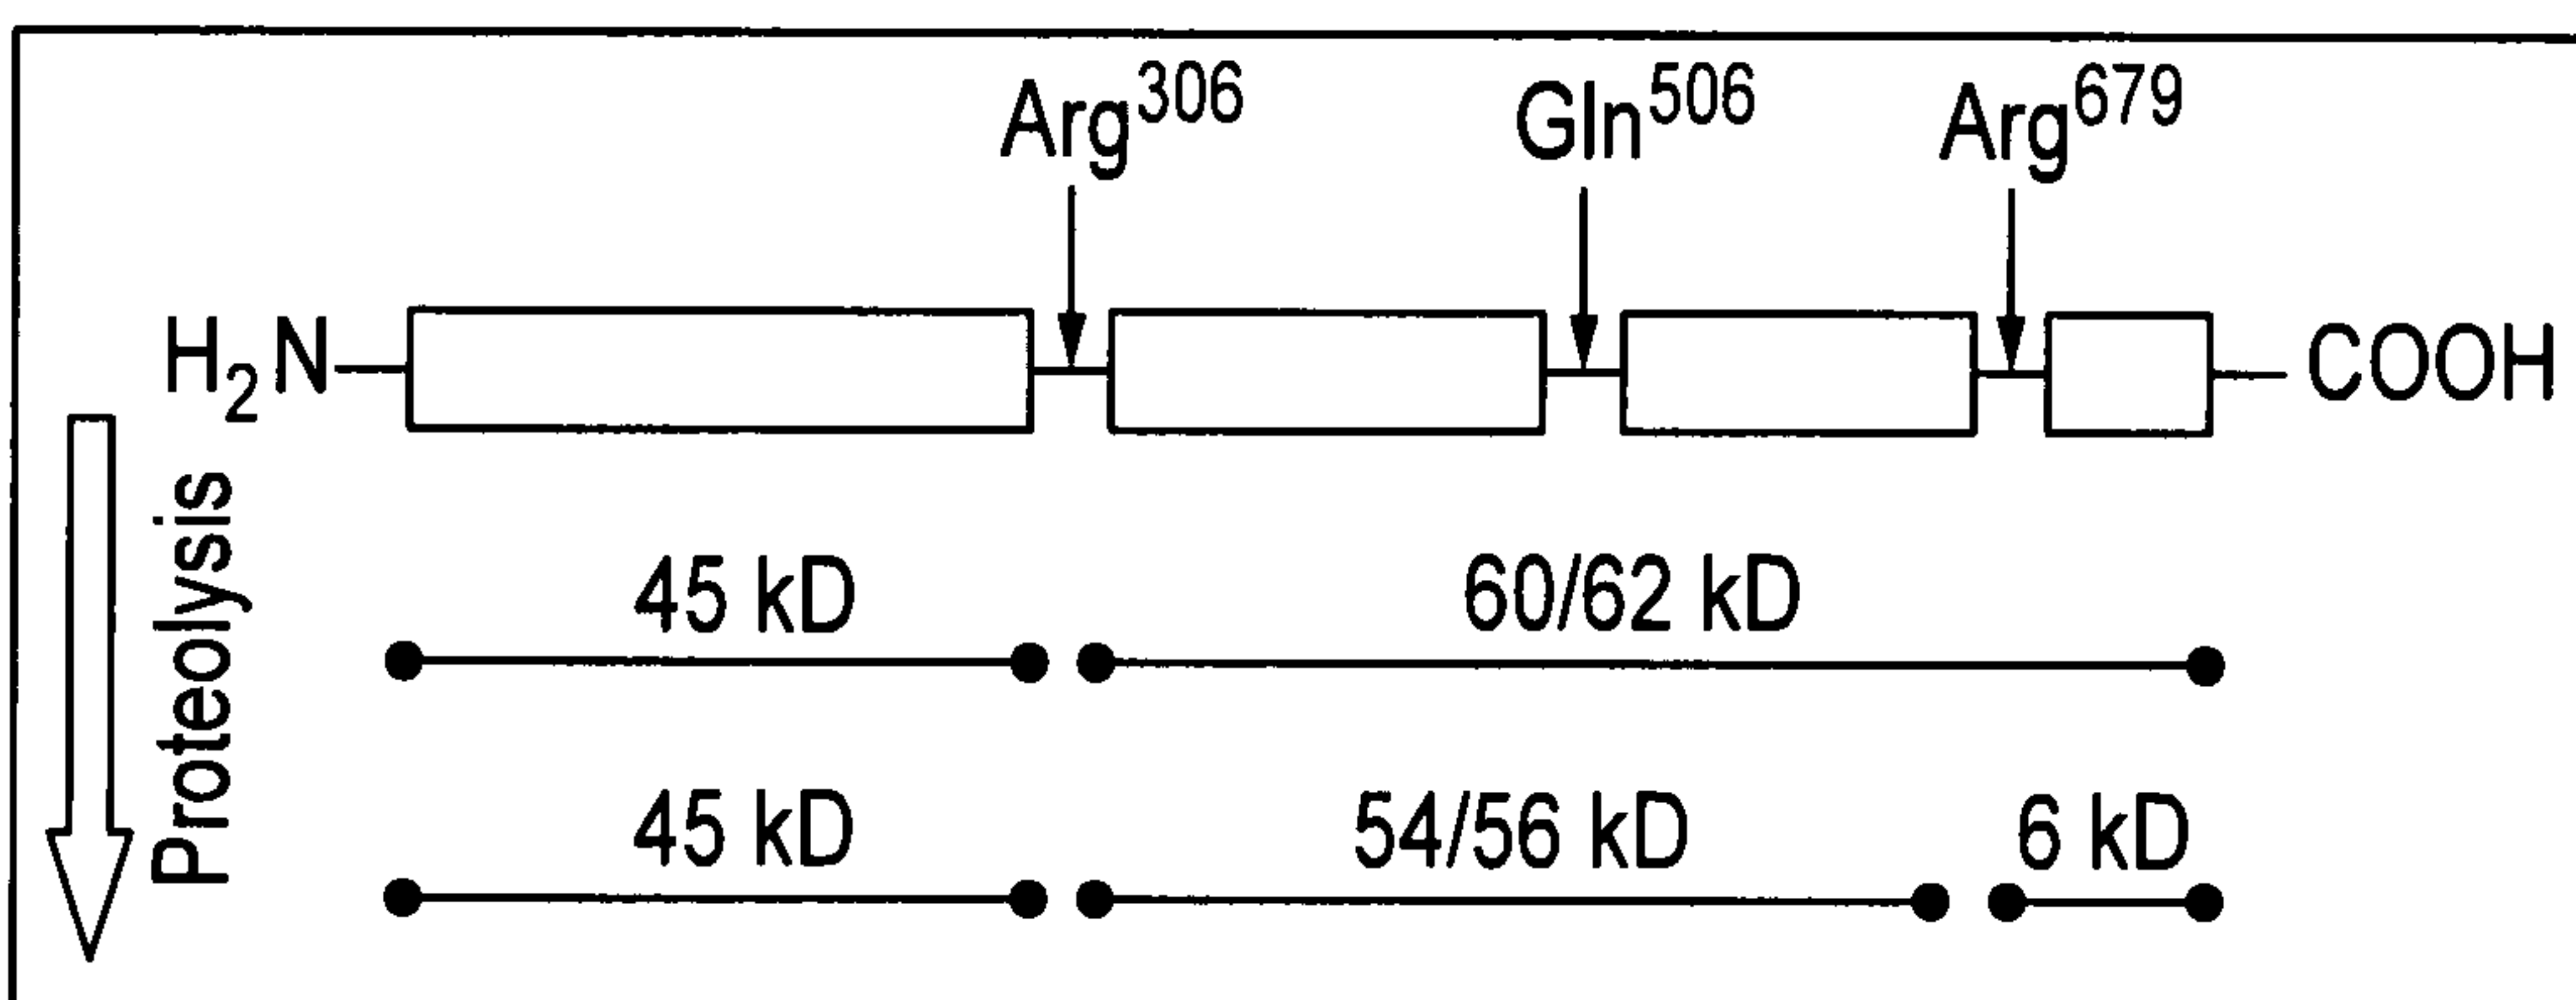 Arg306 Gln506 Arg679
H2N COOH
Proteolysis
45 kD 60/62 kD
45 kD 54/56 kD 6 kD